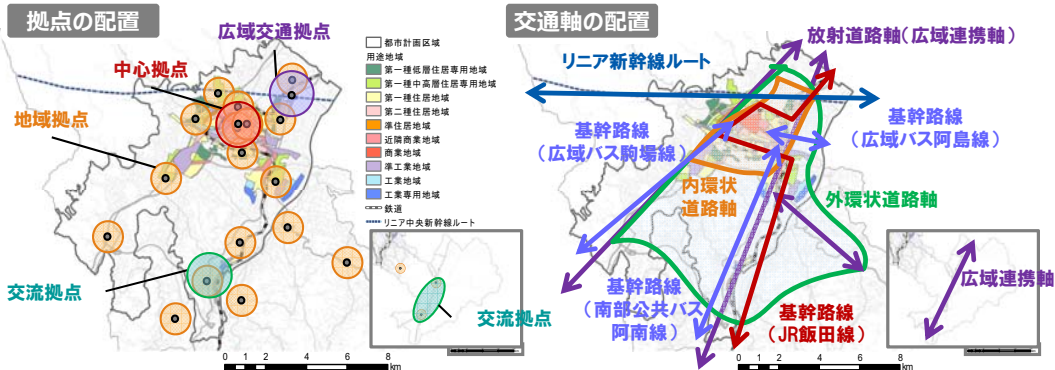 拠点の配置
広域交通拠点
中心拠点
地域拠点
交流拠点
都市計画区域
用途地域
第一種低層住居専用地域
第一種中高層住居専用地域
第一種住居地域
第二種住居地域
準住居地域
近隣商業地域
商業地域
準工業地域
工業地域
工業専用地域
鉄道
リニア中央新幹線ルート
交流拠点
0 1 2 4 6 8
km
交通軸の配置
放射道路軸(広域連携軸)
リニア新幹線ルート
基幹路線
(広域バス駒場線)
基幹路線
(広域バス阿島線)
内環状
道路軸
外環状道路軸
基幹路線
(南部公共バス
阿南線)
基幹路線
(JR飯田線)
広域連携軸
0 1 2 4 6 8
km